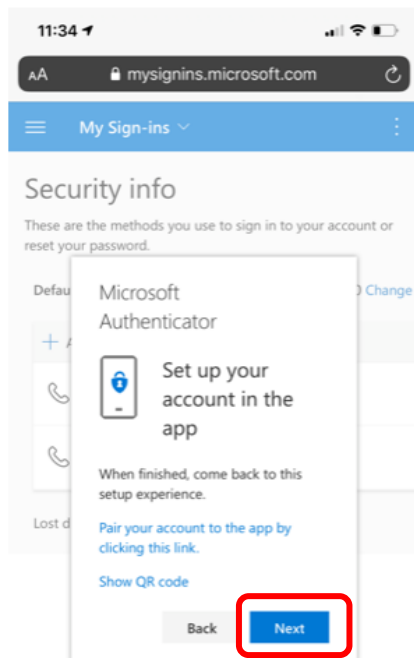 11:34
AA mysignins.microsoft.com
My Sign-ins
Security info
These are the methods you use to sign in to your account or
reset your password.
Change
Microsoft
Authenticator
Set up your
account in the
app
When finished, come back to this
setup experience.
Pair your account to the app by
clicking this link.
Show QR code
Back Next